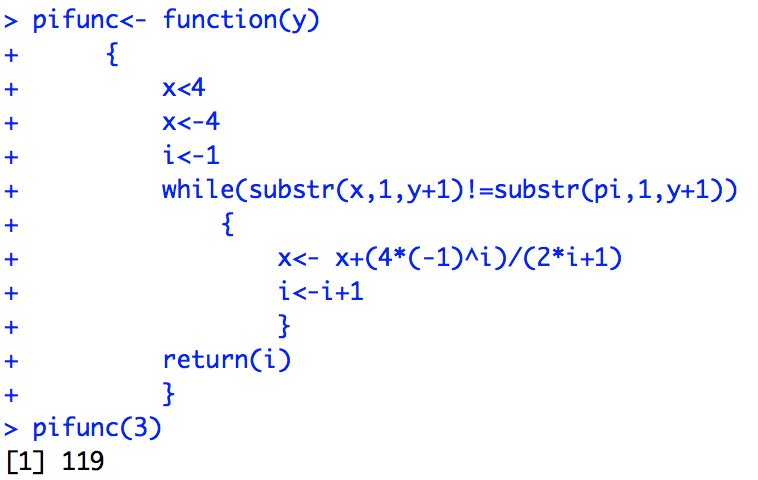 > pifunc<- function(y)
+ {
+ x<4
+ x<-4
+ i<-1
+ while(substr(x,1,y+1)!=substr(pi,1,y+1))
+ {
+ x<- x+(4*(-1)^i)/(2*i+1)
+ i<-i+1
+ }
+ return(i)
+ }
> pifunc(3)
[1] 119